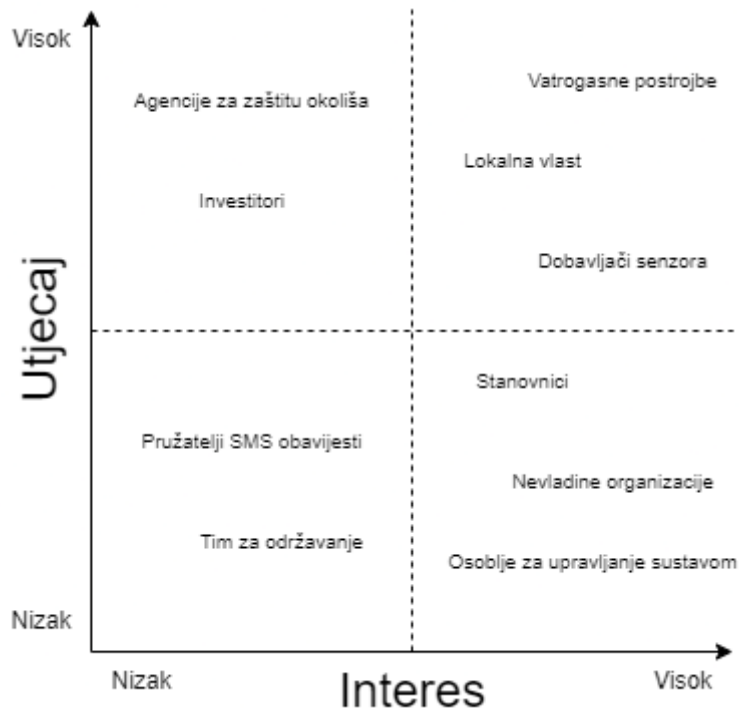 Visok
Agencije za zaštitu okoliša
Vatrogasne postrojbe
Lokalna vlast
Investitori
Dobavljači senzora
Utjecaj
Stanovnici
Pružatelji SMS obavijesti
Nevladine organizacije
Tim za održavanje
Osoblje za upravljanje sustavom
Nizak
Nizak
Interes
Visok